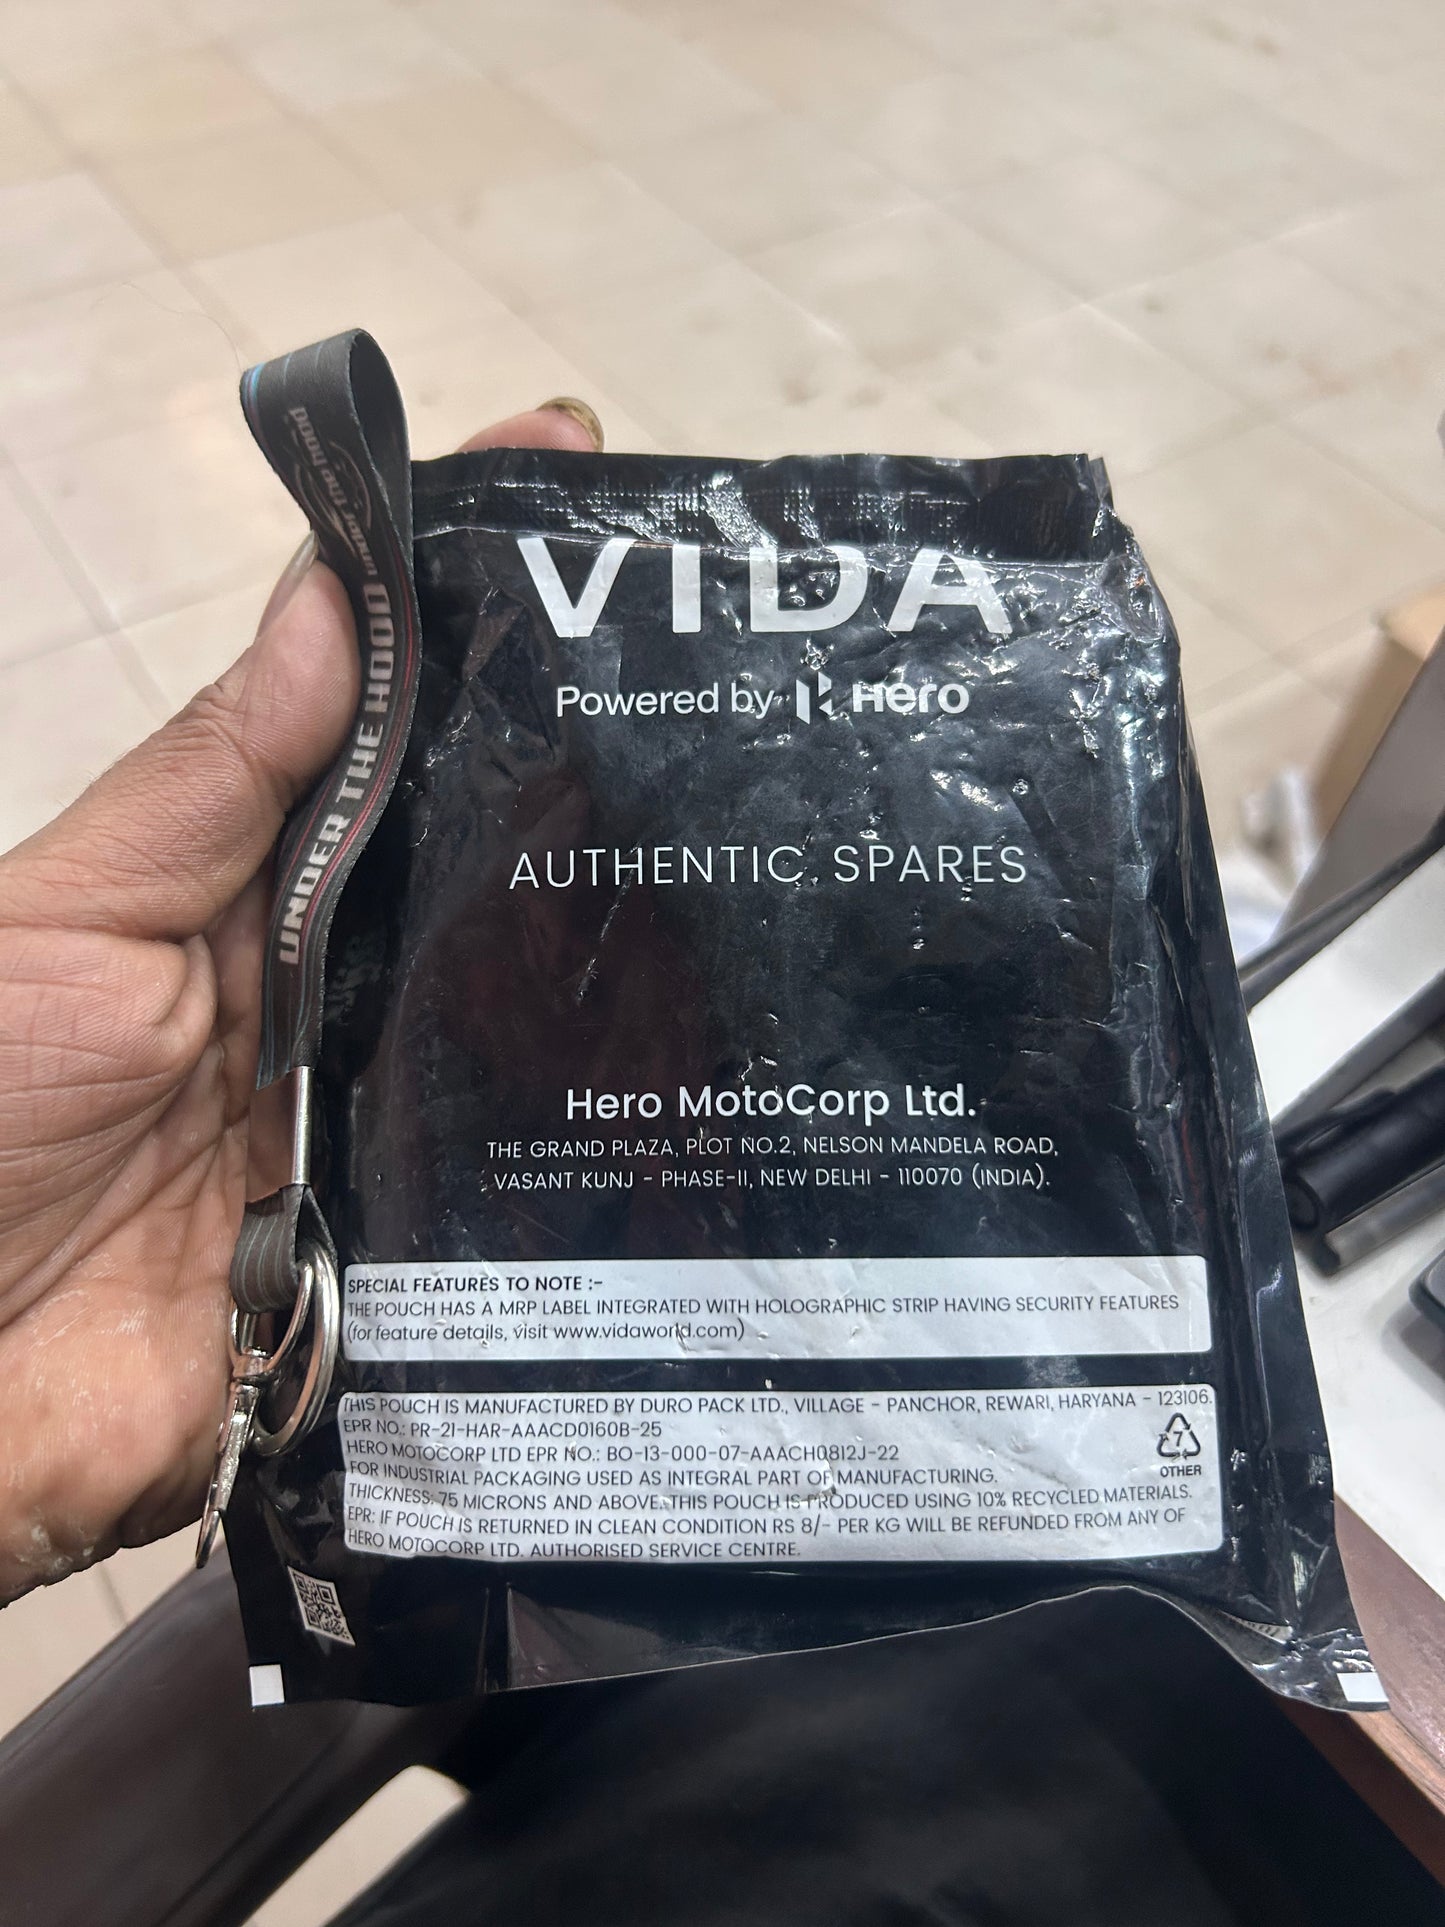 under the hood
UNDER THE HOOD
VIDA
Powered by Hero
AUTHENTIC SPARES
Hero MotoCorp Ltd.
THE GRAND PLAZA, PLOT NO.2, NELSON MANDELA ROAD,
VASANT KUNJ - PHASE-II, NEW DELHI - 110070 (INDIA).
SPECIAL FEATURES TO NOTE :-
THE POUCH HAS A MRP LABEL INTEGRATED WITH HOLOGRAPHIC STRIP HAVING SECURITY FEATURES
(for feature details, visit www.vidaworld.com)
THIS POUCH IS MANUFACTURED BY DURO PACK LTD., VILLAGE - PANCHOR, REWARI, HARYANA - 123106.
EPR NO.: PR-21-HAR-AAACD0160B-25
HERO MOTOCORP LTD EPR NO.: BO-13-000-07-AAACH0812J-22
FOR INDUSTRIAL PACKAGING USED AS INTEGRAL PART OF MANUFACTURING.
THICKNESS: 75 MICRONS AND ABOVE. THIS POUCH IS PRODUCED USING 10% RECYCLED MATERIALS.
EPR: IF POUCH IS RETURNED IN CLEAN CONDITION RS 8/- PER KG WILL BE REFUNDED FROM ANY OF
HERO MOTOCORP LTD. AUTHORISED SERVICE CENTRE.
7
OTHER